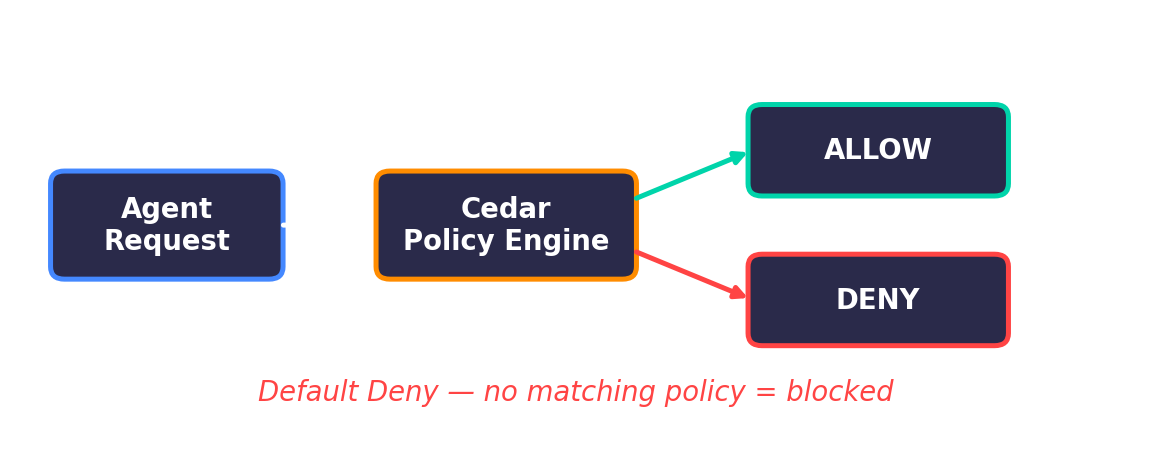 Agent
Request
Cedar
Policy Engine
ALLOW
DENY
Default Deny — no matching policy = blocked